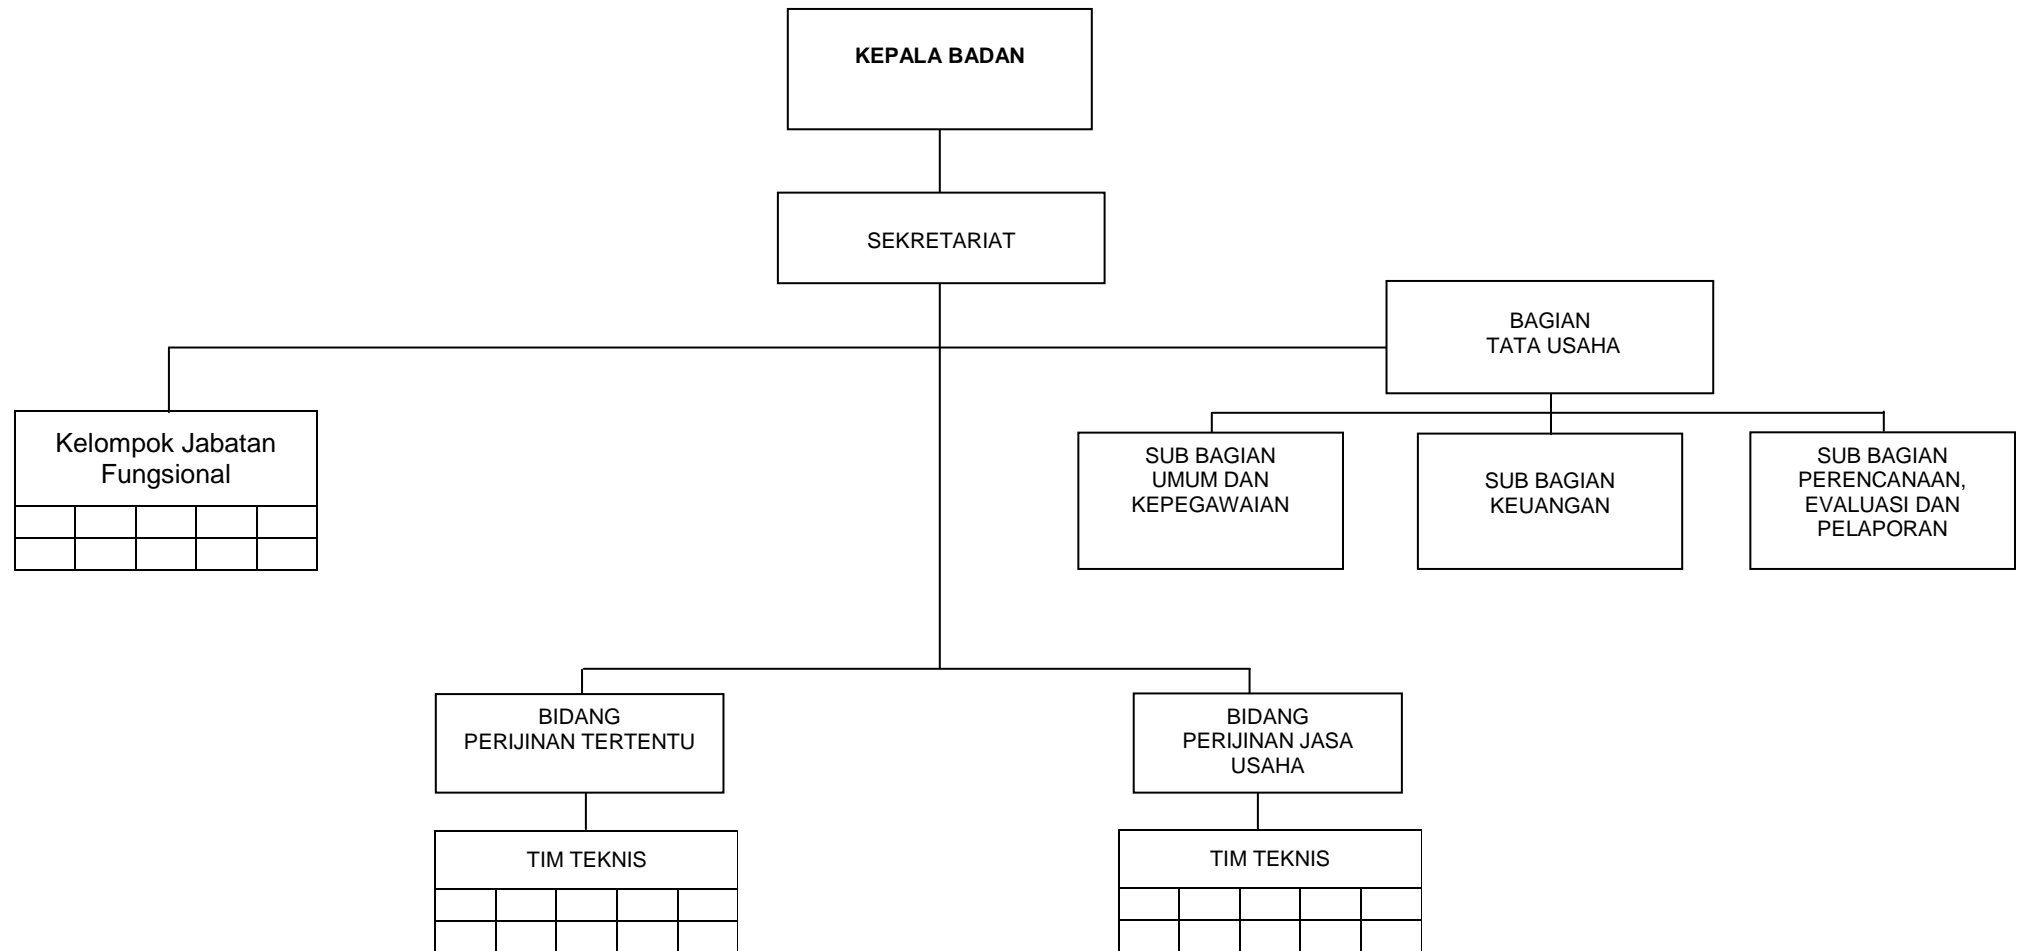 KEPALA BADAN
SEKRETARIAT
BAGIAN
TATA USAHA
Kelompok Jabatan
Fungsional
SUB BAGIAN
UMUM DAN
KEPEGAWAIAN
SUB BAGIAN
KEUANGAN
SUB BAGIAN
PERENCANAAN,
EVALUASI DAN
PELAPORAN
BIDANG
PERIJINAN TERTENTU
BIDANG
PERIJINAN JASA
USAHA
TIM TEKNIS
TIM TEKNIS